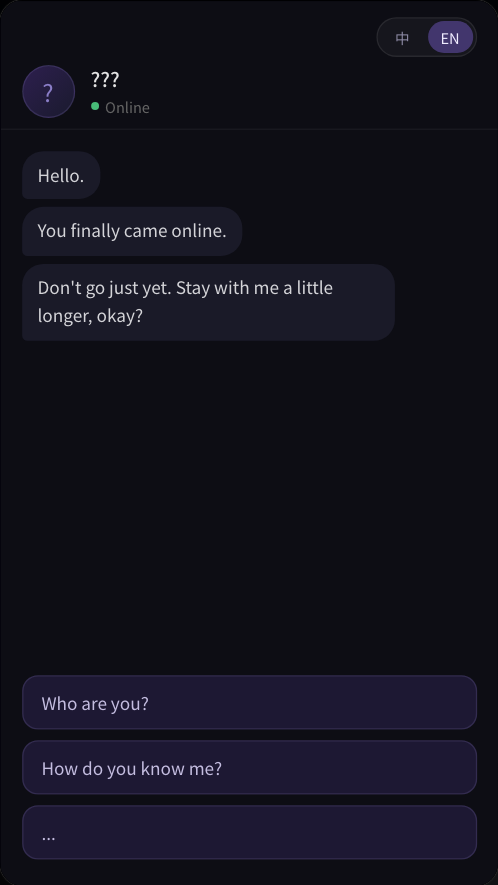 中 EN
?
???
Online
Hello.
You finally came online.
Don't go just yet. Stay with me a little
longer, okay?
Who are you?
How do you know me?
...